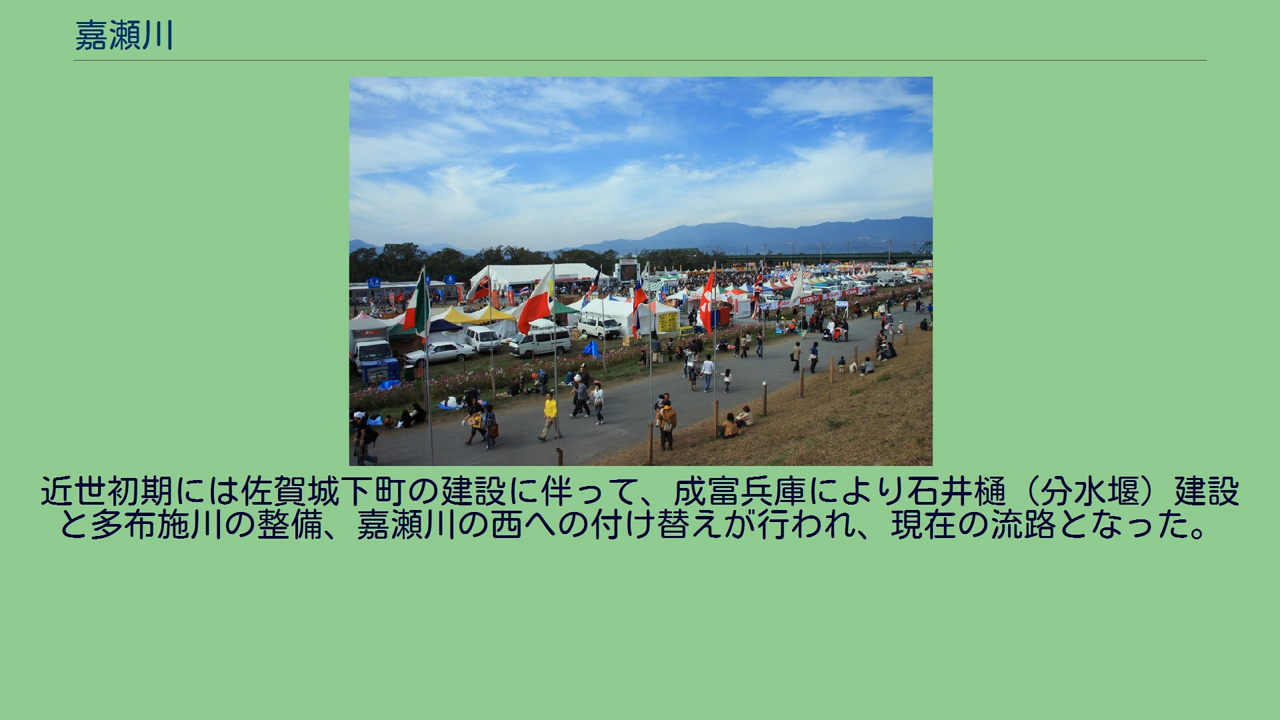 嘉瀬川
近世初期には佐賀城下町の建設に伴って、成富兵庫により石井樋（分水堰）建設
と多布施川の整備、嘉瀬川の西への付け替えが行われ、現在の流路となった。